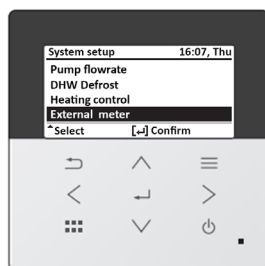 System setup 16:07, Thu
Pump flowrate
DHW Defrost
Heating control
External meter
Select [↵] Confirm